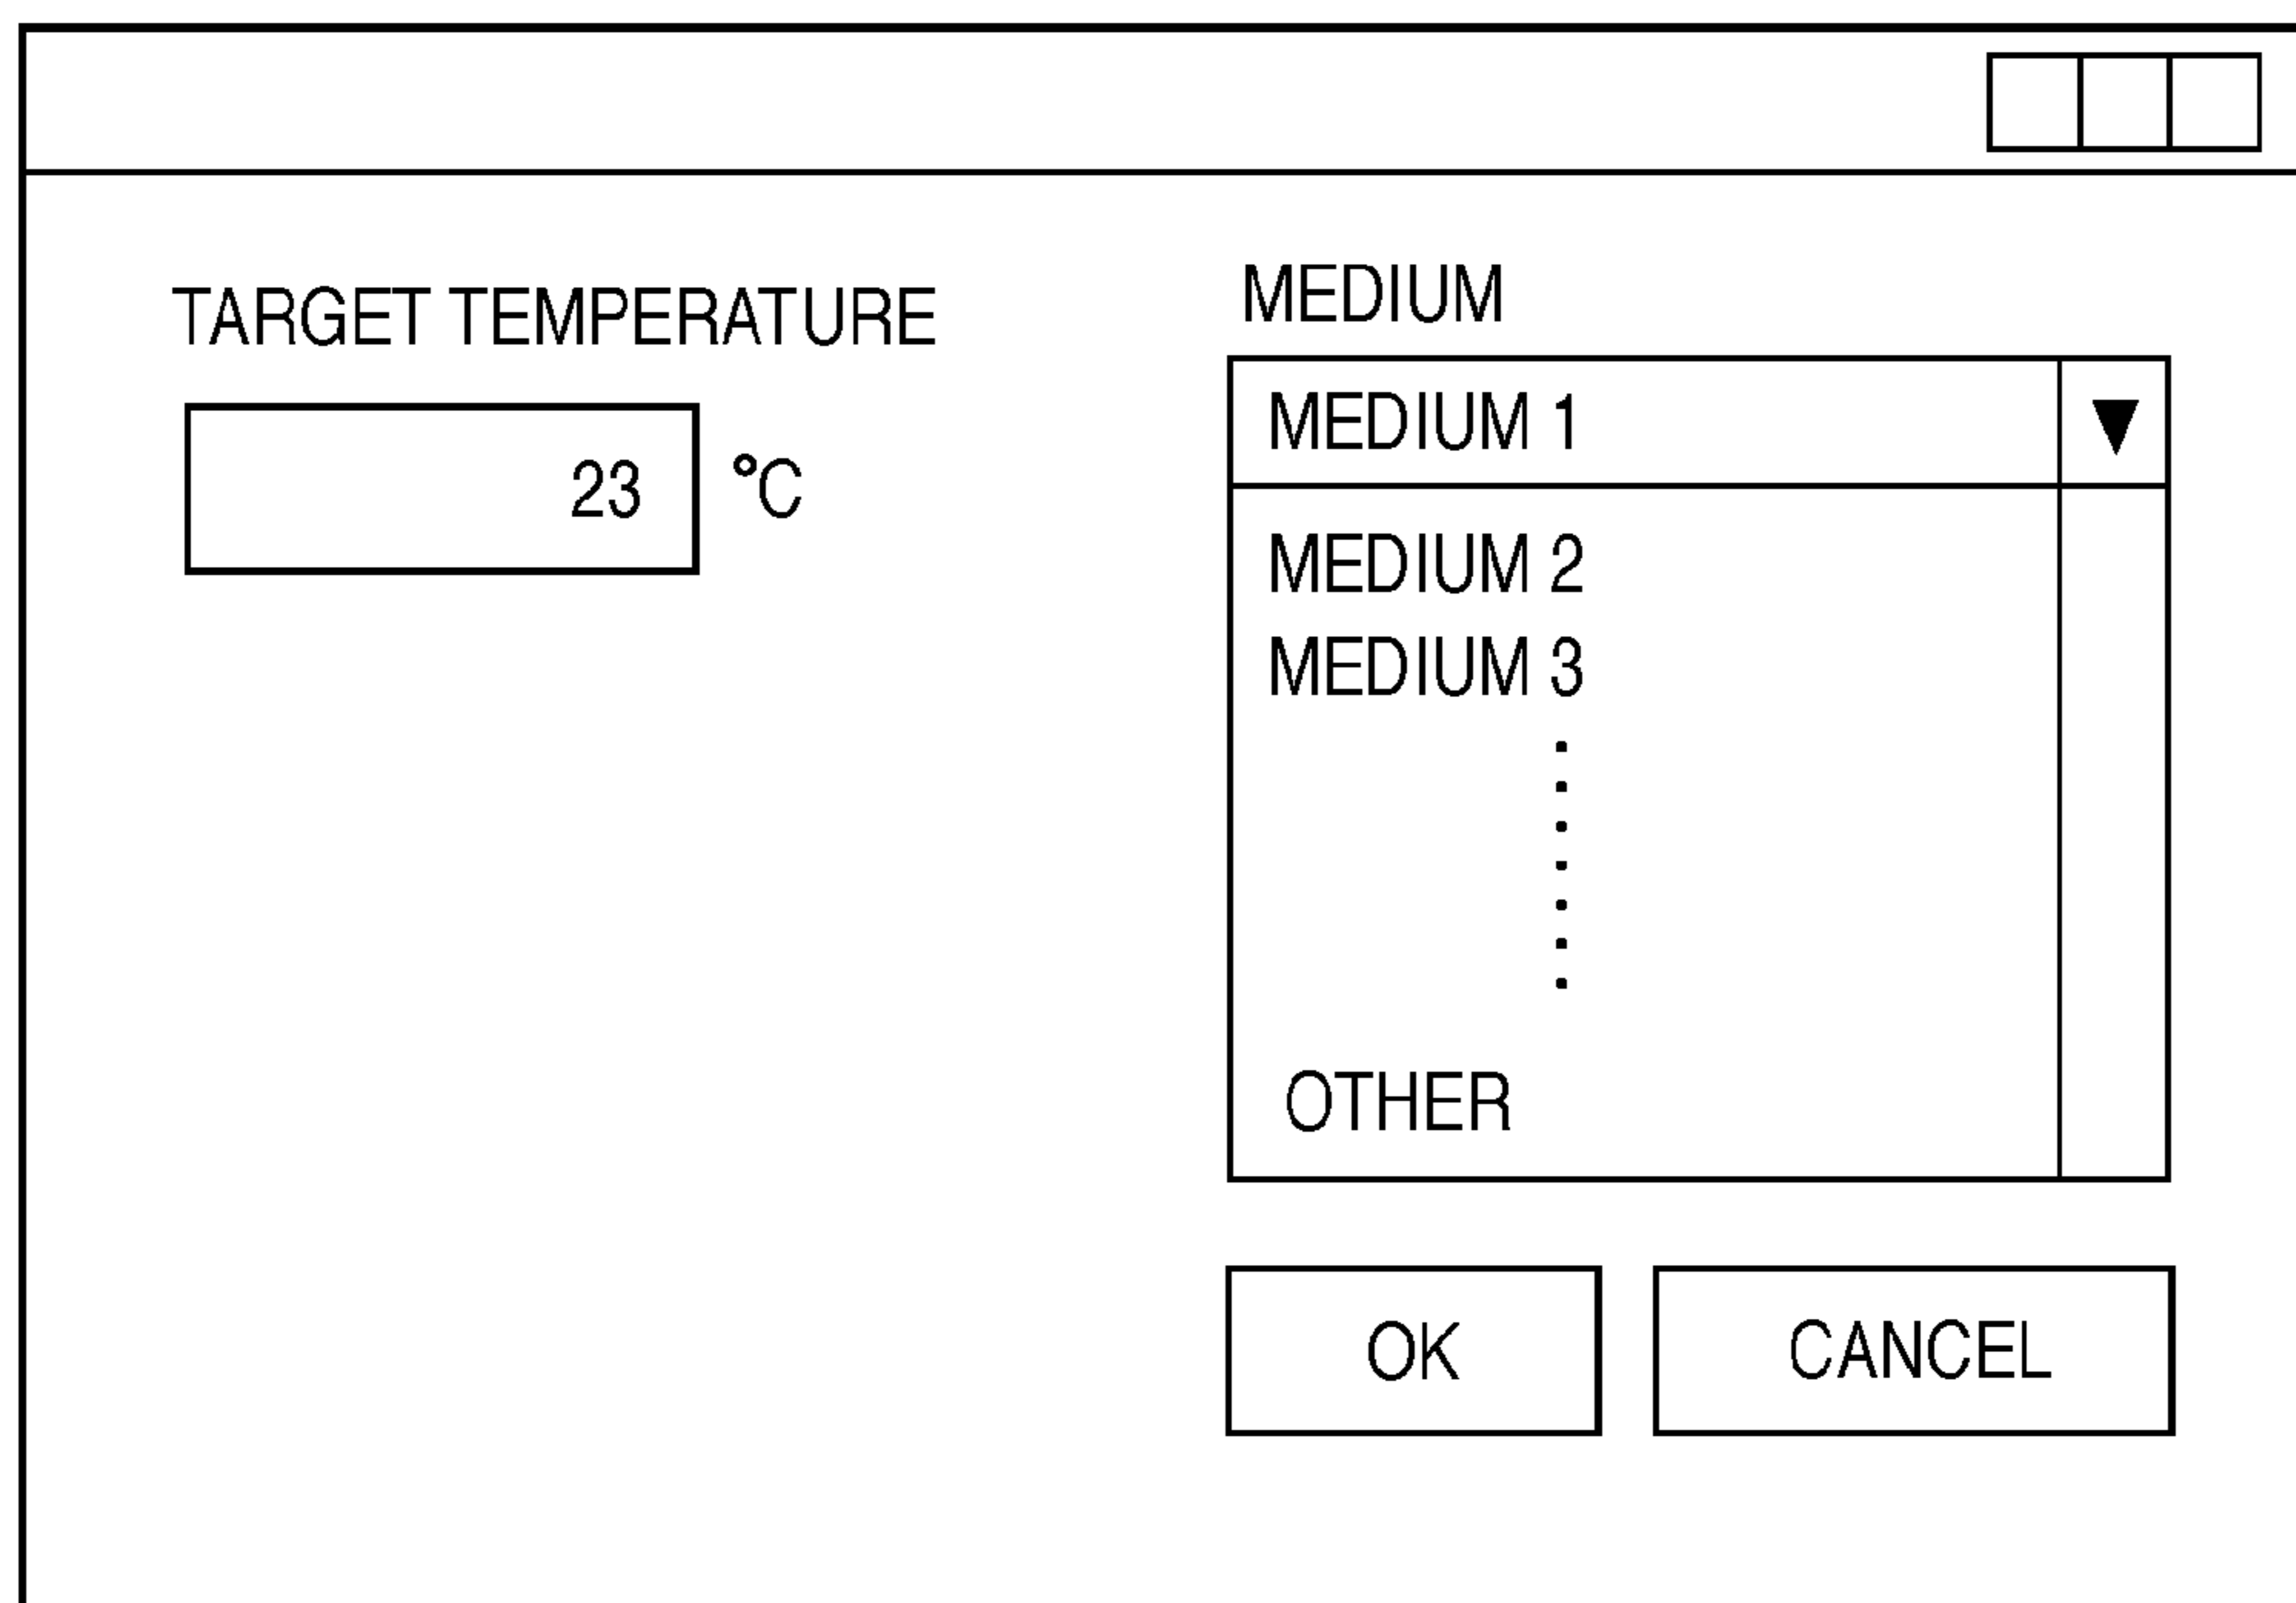 TARGET TEMPERATURE
23 °C
MEDIUM
MEDIUM 1
MEDIUM 2
MEDIUM 3
OTHER
OK
CANCEL